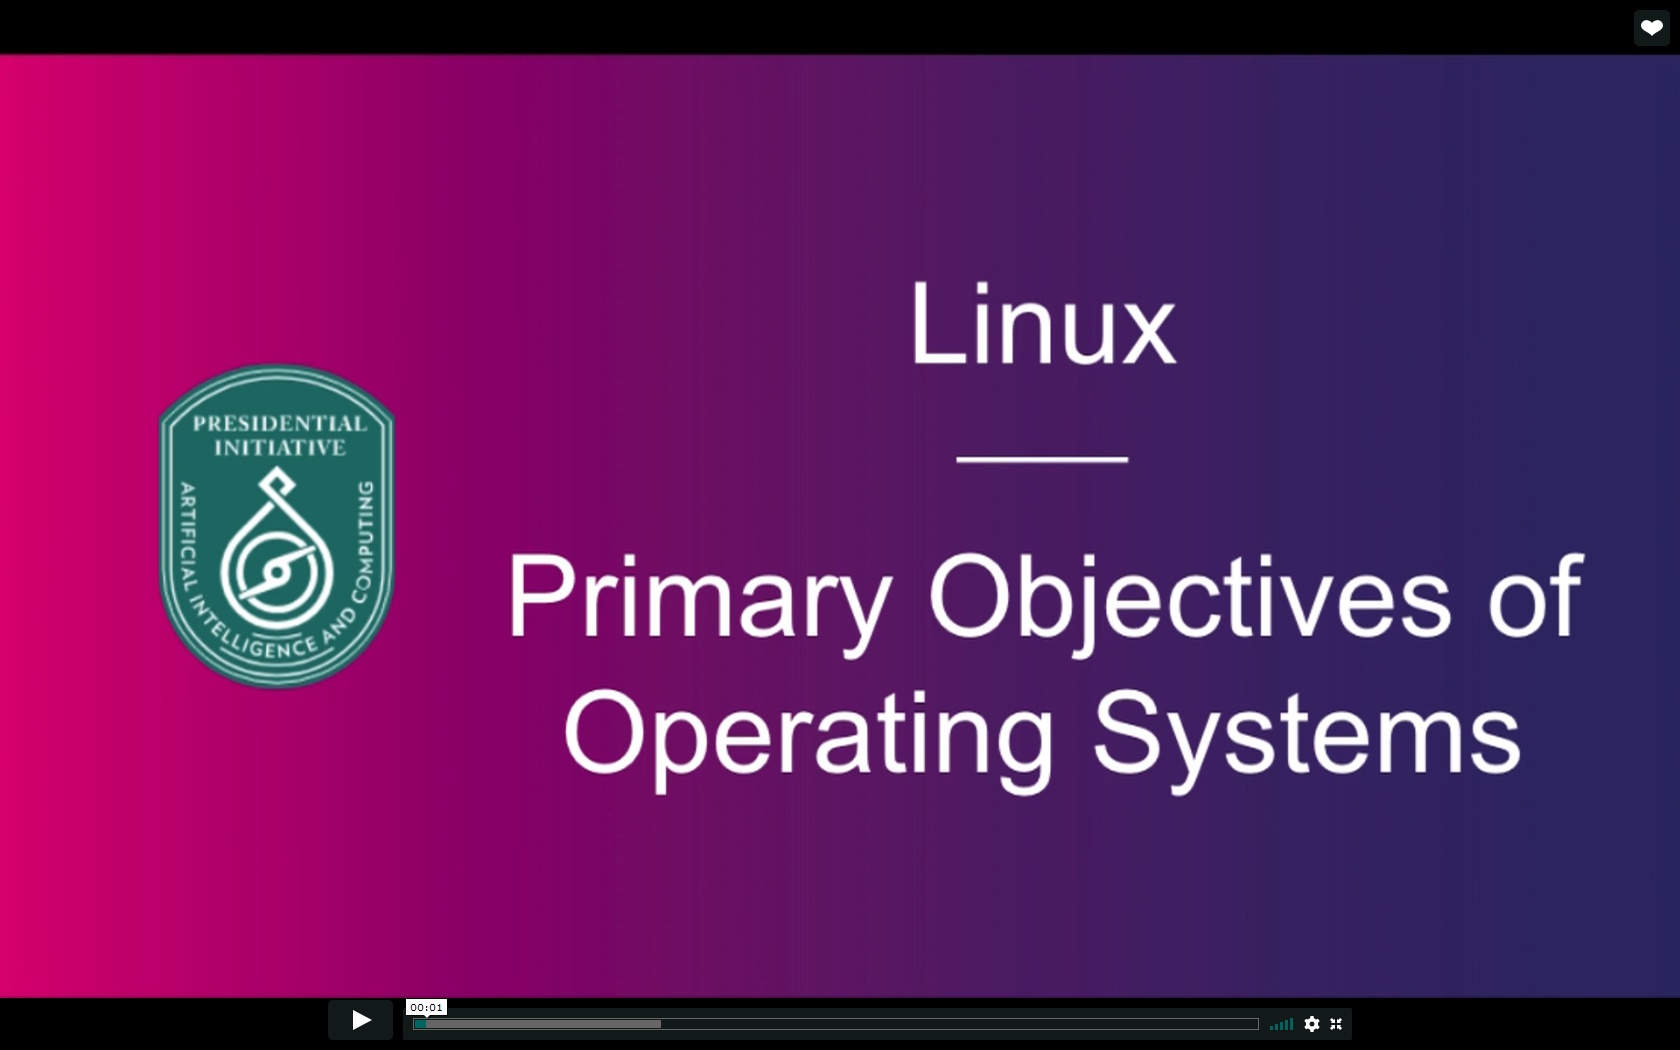 Linux
Primary Objectives of
Operating Systems
PRESIDENTIAL
INITIATIVE
ARTIFICIAL INTELLIGENCE AND COMPUTING
00:01